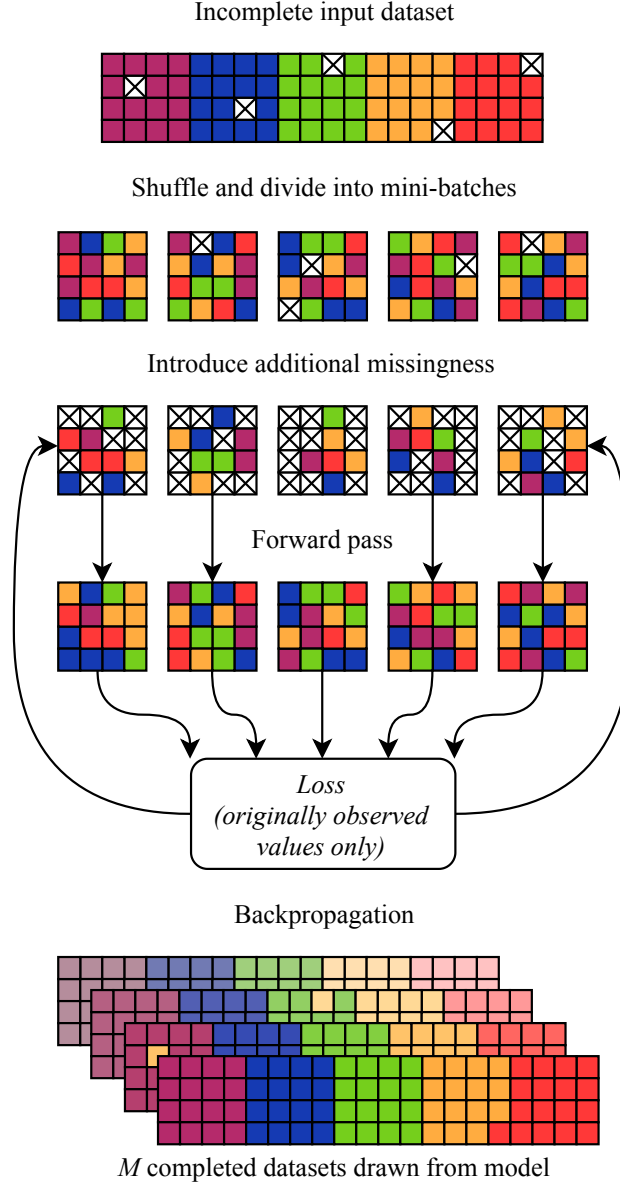 Incomplete input dataset
Shuffle and divide into mini-batches
Introduce additional missingness
Forward pass
Loss
(originally observed
values only)
Backpropagation
M completed datasets drawn from model